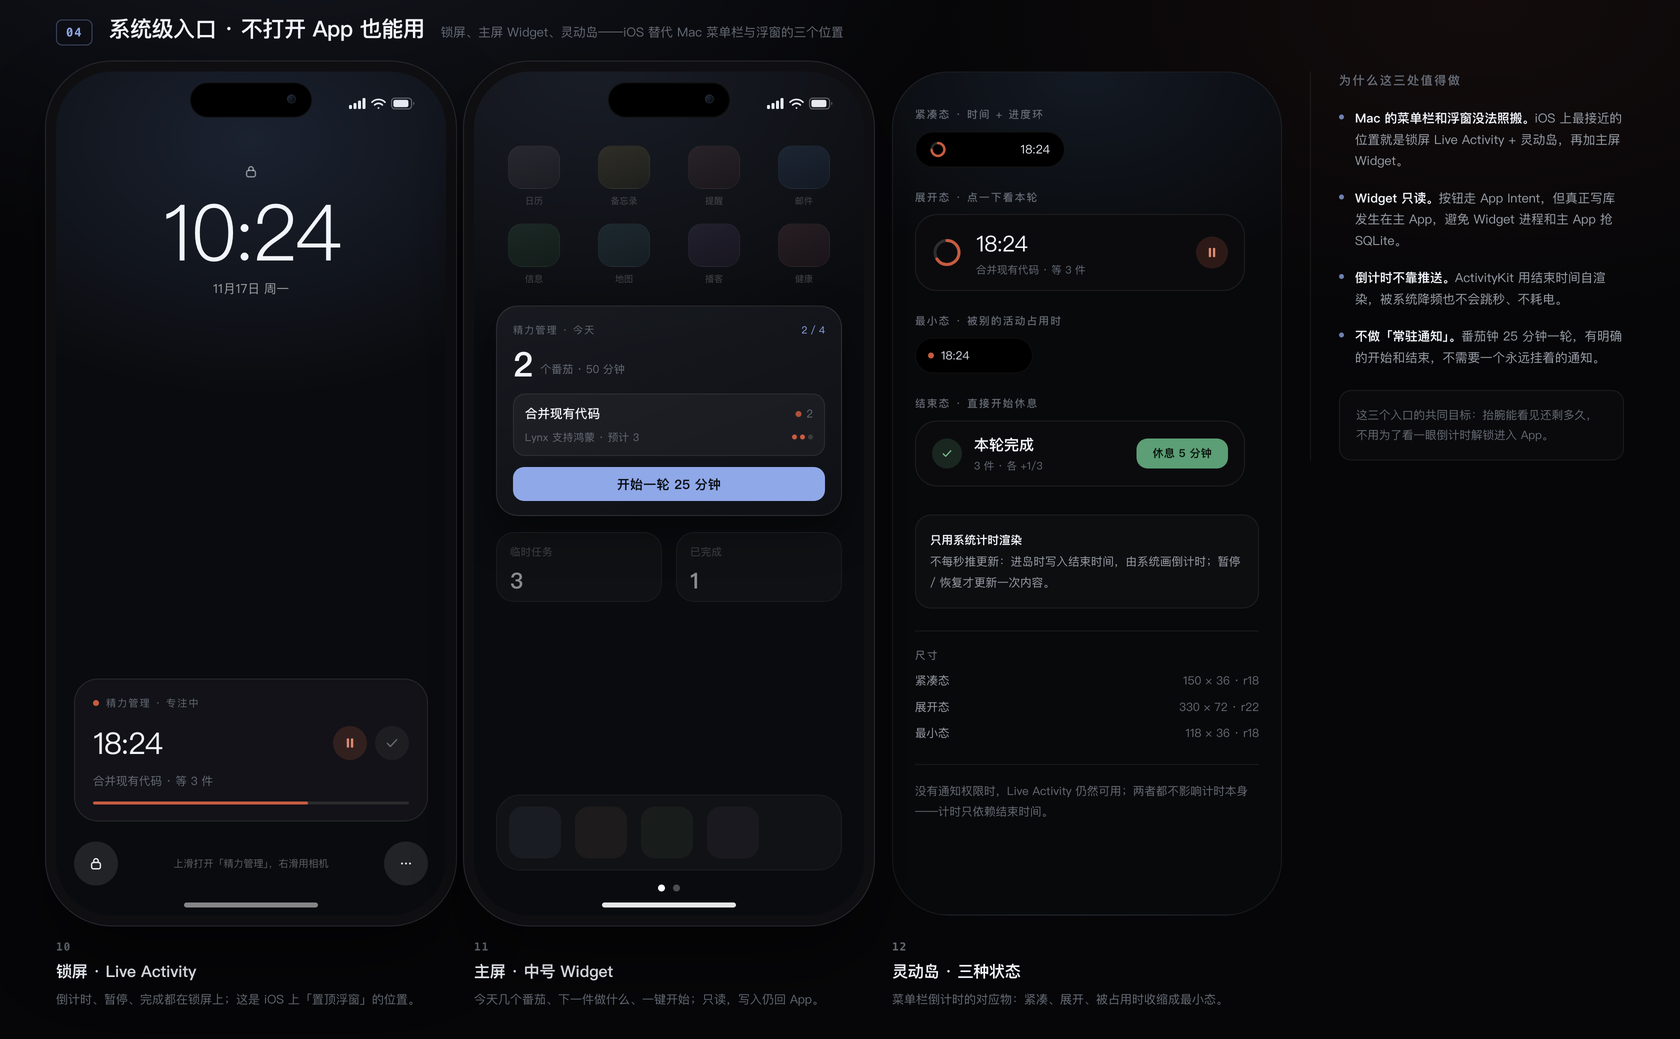 04
系统级入口 · 不打开 App 也能用
锁屏、主屏 Widget、灵动岛——iOS 替代 Mac 菜单栏与浮窗的三个位置
10:24
11月17日 周一
精力管理 · 专注中
18:24
合并现有代码 · 等 3 件
上滑打开「精力管理」，右滑用相机
10
锁屏 · Live Activity
倒计时、暂停、完成都在锁屏上；这是 iOS 上「置顶浮窗」的位置。
日历
备忘录
提醒
邮件
信息
地图
播客
健康
精力管理 · 今天
2 / 4
2 个番茄 · 50 分钟
合并现有代码
2
Lynx 支持鸿蒙 · 预计 3
开始一轮 25 分钟
临时任务
3
已完成
1
11
主屏 · 中号 Widget
今天几个番茄、下一件做什么、一键开始；只读，写入仍回 App。
紧凑态 · 时间 + 进度环
18:24
展开态 · 点一下看本轮
18:24
合并现有代码 · 等 3 件
最小态 · 被别的活动占用时
18:24
结束态 · 直接开始休息
本轮完成
3 件 · 各 +1/3
休息 5 分钟
只用系统计时渲染
不每秒推更新：进岛时写入结束时间，由系统画倒计时；暂停
/ 恢复才更新一次内容。
尺寸
紧凑态
150 × 36 · r18
展开态
330 × 72 · r22
最小态
118 × 36 · r18
没有通知权限时，Live Activity 仍然可用；两者都不影响计时本身
——计时只依赖结束时间。
12
灵动岛 · 三种状态
菜单栏倒计时的对应物：紧凑、展开、被占用时收缩成最小态。
为什么这三处值得做
Mac 的菜单栏和浮窗没法照搬。iOS 上最接近的
位置就是锁屏 Live Activity + 灵动岛，再加主屏
Widget。
Widget 只读。按钮走 App Intent，但真正写库
发生在主 App，避免 Widget 进程和主 App 抢
SQLite。
倒计时不靠推送。ActivityKit 用结束时间自渲
染，被系统降频也不会跳秒、不耗电。
不做「常驻通知」。番茄钟 25 分钟一轮，有明确
的开始和结束，不需要一个永远挂着的通知。
这三个入口的共同目标：抬腕能看见还剩多久，
不用为了看一眼倒计时解锁进入 App。